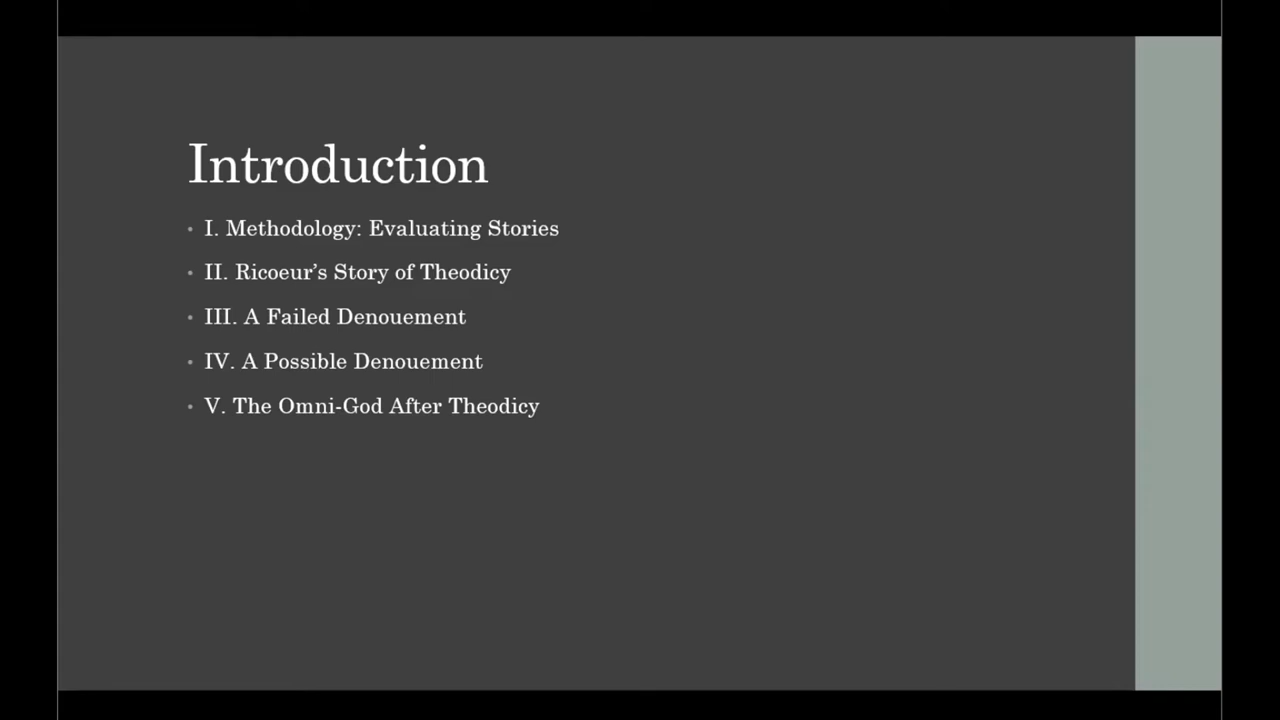 Introduction
• I. Methodology: Evaluating Stories
• II. Ricoeur’s Story of Theodicy
• III. A Failed Denouement
• IV. A Possible Denouement
• V. The Omni-God After Theodicy